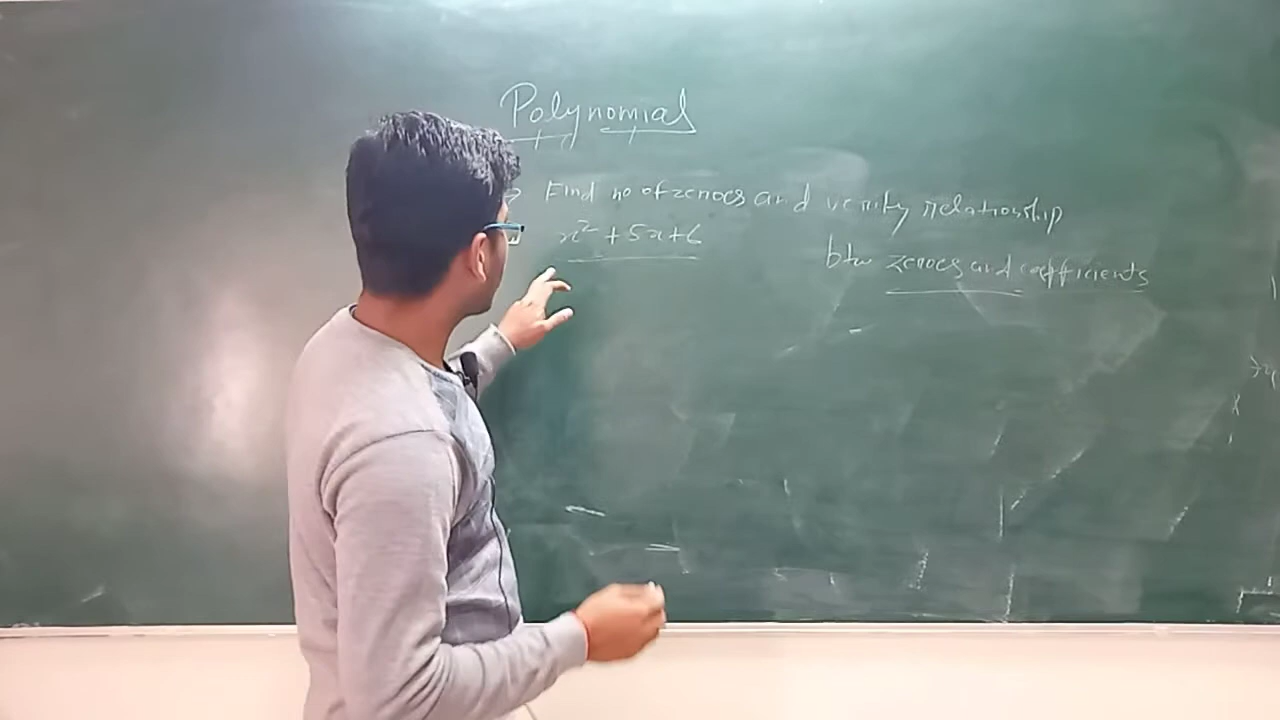 Polynomial
→ Find no of zeroes and verify relationship
x² + 5x + 6
btw zeroes and coefficients